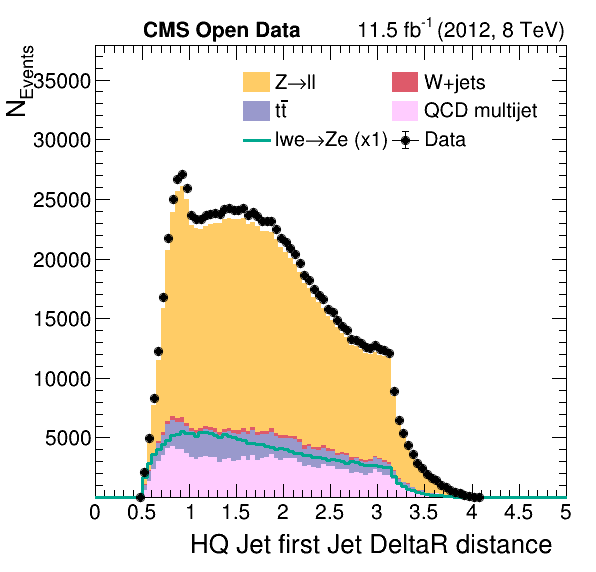 CMS Open Data 11.5 fb-1 (2012, 8 TeV)
NEvents
35000
30000
25000
20000
15000
10000
5000
Z→ll W+jets
tt̄ QCD multijet
lwe→Ze (x1) Data
0 0.5 1 1.5 2 2.5 3 3.5 4 4.5 5
HQ Jet first Jet DeltaR distance